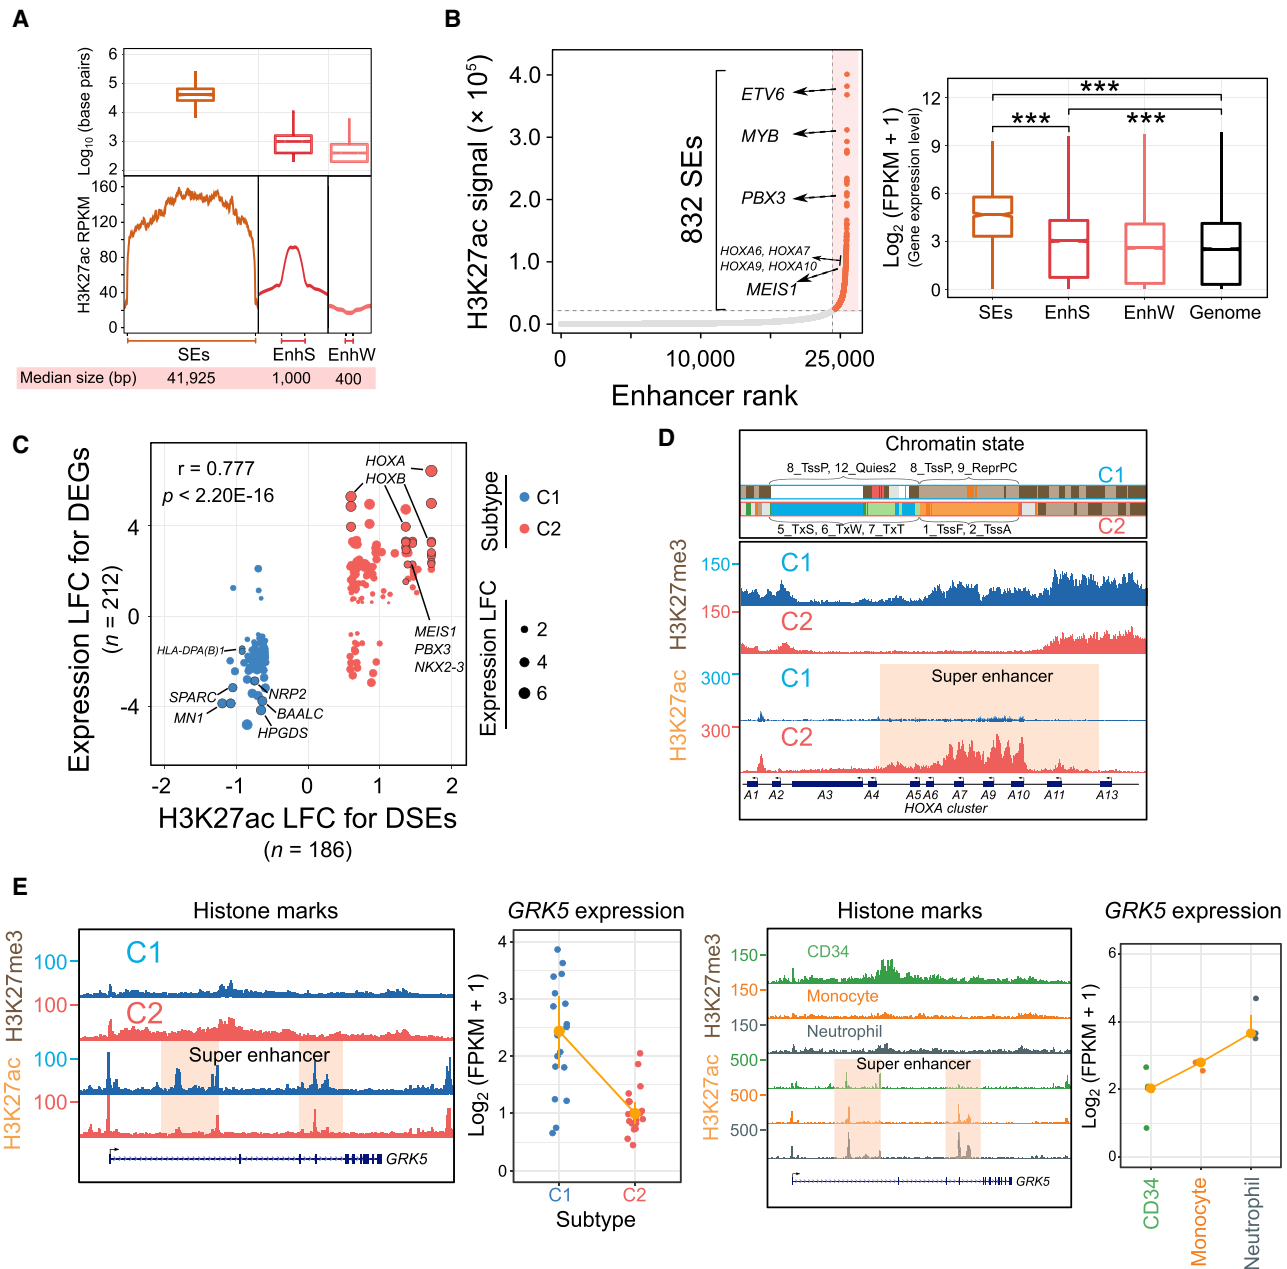 A
Log10 (base pairs)
6
5
4
3
2
H3K27ac RPKM
160
120
80
40
0
SEs
EnhS
EnhW
Median size (bp)
41,925
1,000
400
B
H3K27ac signal (× 10⁵)
4.0
3.0
2.0
1.0
0.0
832 SEs
ETV6
MYB
PBX3
HOXA6, HOXA7
HOXA9, HOXA10
MEIS1
0
10,000
25,000
Enhancer rank
Log2 (FPKM + 1)
(Gene expression level)
12
9
6
3
0
***
***
***
SEs
EnhS
EnhW
Genome
C
Expression LFC for DEGs
(n = 212)
r = 0.777
p < 2.20E-16
4
0
-4
HOXA
HOXB
MEIS1
PBX3
NKX2-3
HLA-DPA(B)1
SPARC
MN1
NRP2
BAALC
HPGDS
-2
-1
0
1
2
H3K27ac LFC for DSEs
(n = 186)
Subtype
C1
C2
Expression LFC
2
4
6
D
Chromatin state
8_TssP, 12_Quies2
8_TssP, 9_ReprPC
C1
C2
5_TxS, 6_TxW, 7_TxT
1_TssF, 2_TssA
H3K27me3
150
C1
150
C2
H3K27ac
300
C1
Super enhancer
300
C2
A1
A2
A3
A4
A5
A6
A7
A9
A10
A11
A13
HOXA cluster
E
Histone marks
H3K27me3
100
C1
100
C2
H3K27ac
100
Super enhancer
100
GRK5
GRK5 expression
Log2 (FPKM + 1)
4
3
2
1
0
C1
C2
Subtype
Histone marks
H3K27me3
150
CD34
150
Monocyte
150
Neutrophil
H3K27ac
500
Super enhancer
500
500
GRK5
GRK5 expression
Log2 (FPKM + 1)
6
4
2
0
CD34
Monocyte
Neutrophil